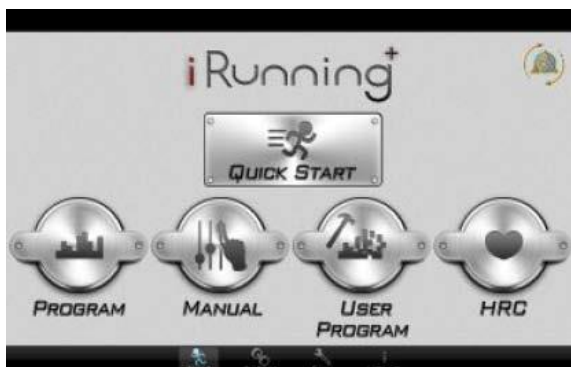 iRunning+
QUICK START
PROGRAM
MANUAL
USER
PROGRAM
HRC